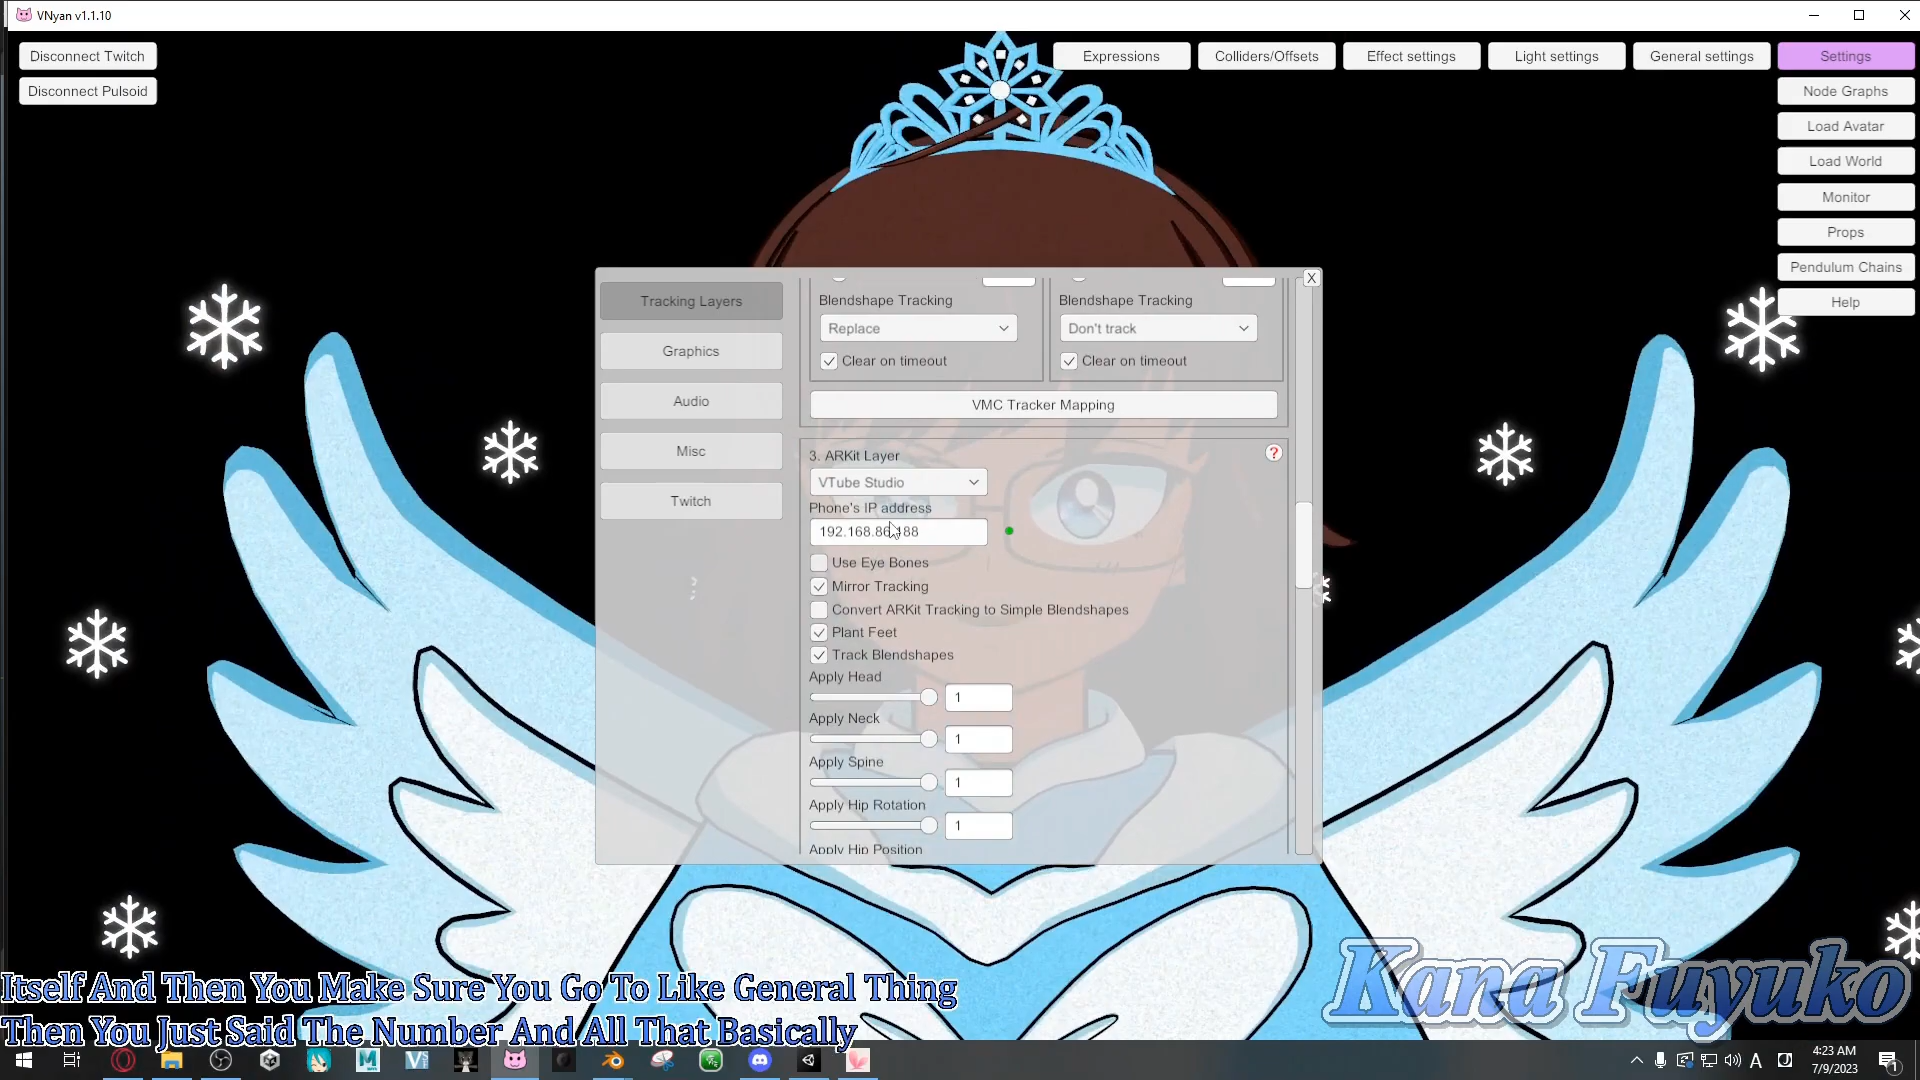 VNyan v1.1.10
Disconnect Twitch
Disconnect Pulsoid
Expressions
Colliders/Offsets
Effect settings
Light settings
General settings
Settings
Node Graphs
Load Avatar
Load World
Monitor
Props
Pendulum Chains
Help
X
Tracking Layers
Graphics
Audio
Misc
Twitch
Blendshape Tracking
Replace
Clear on timeout
Blendshape Tracking
Don't track
Clear on timeout
VMC Tracker Mapping
3. ARKit Layer
?
VTube Studio
Phone's IP address
192.168.86.188
Use Eye Bones
Mirror Tracking
Convert ARKit Tracking to Simple Blendshapes
Plant Feet
Track Blendshapes
Apply Head
1
Apply Neck
1
Apply Spine
1
Apply Hip Rotation
1
Apply Hip Position
Itself And Then You Make Sure You Go To Like General Thing
Then You Just Said The Number And All That Basically
Kana Fuyuko
4:23 AM
7/9/2023